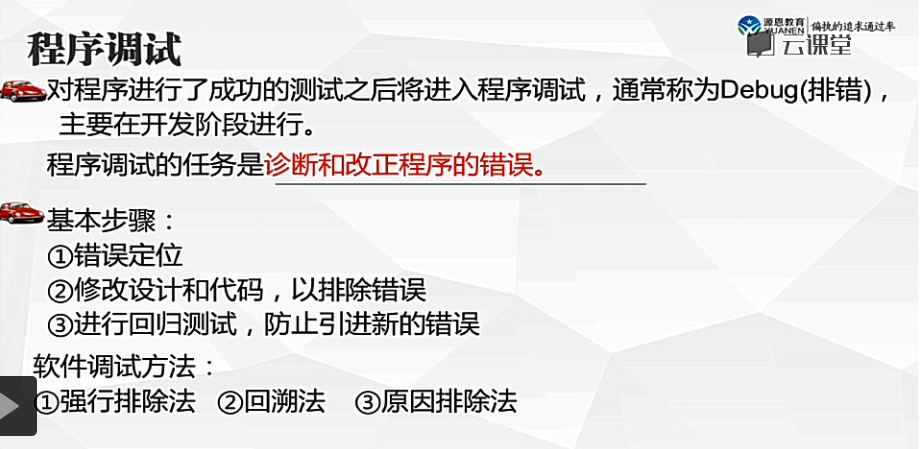 程序调试
源恩教育
YUANEN
偏执的追求通过率
云课堂
对程序进行了成功的测试之后将进入程序调试，通常称为Debug(排错)，
主要在开发阶段进行。
程序调试的任务是诊断和改正程序的错误。
基本步骤：
①错误定位
②修改设计和代码，以排除错误
③进行回归测试，防止引进新的错误
软件调试方法：
①强行排除法 ②回溯法 ③原因排除法